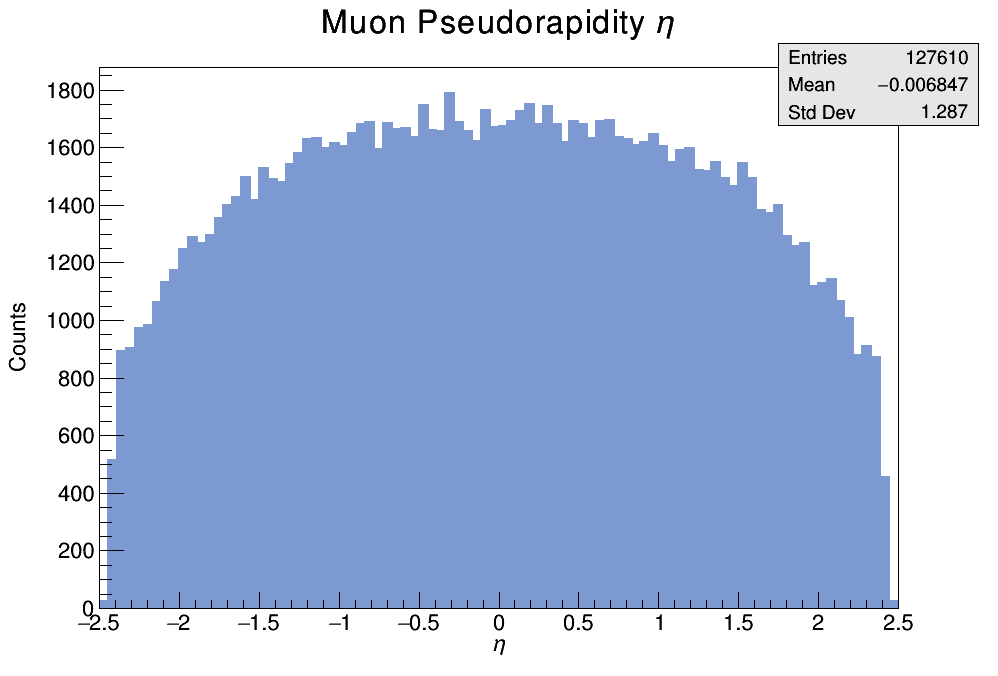 Muon Pseudorapidity η
Entries 127610
Mean −0.006847
Std Dev 1.287
Counts
1800
1600
1400
1200
1000
800
600
400
200
0
−2.5 −2 −1.5 −1 −0.5 0 0.5 1 1.5 2 2.5
η